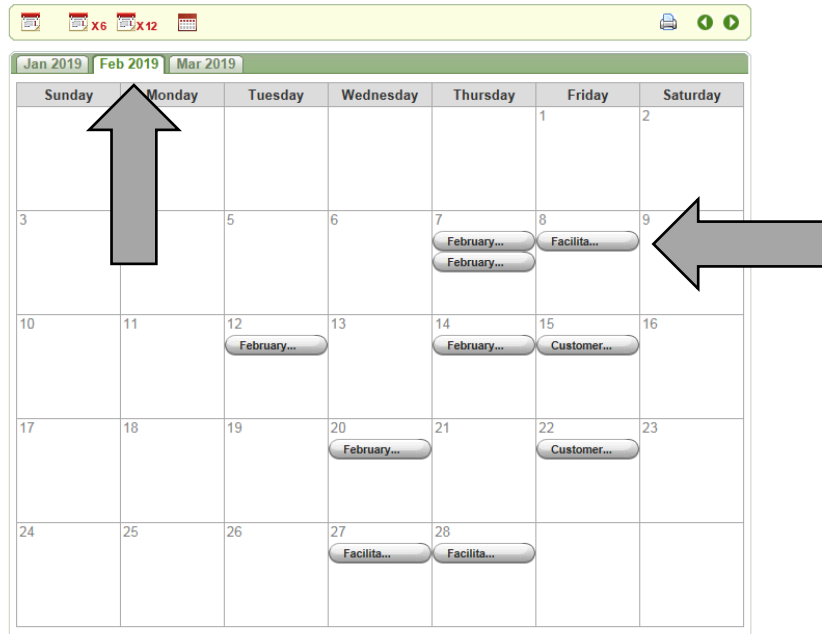 X6 X12
Jan 2019 Feb 2019 Mar 2019
Sunday Monday Tuesday Wednesday Thursday Friday Saturday
1 2
3 5 6 7 8 9
February... Facilita...
February...
10 11 12 13 14 15 16
February... February... Customer...
17 18 19 20 21 22 23
February... Customer...
24 25 26 27 28
Facilita... Facilita...